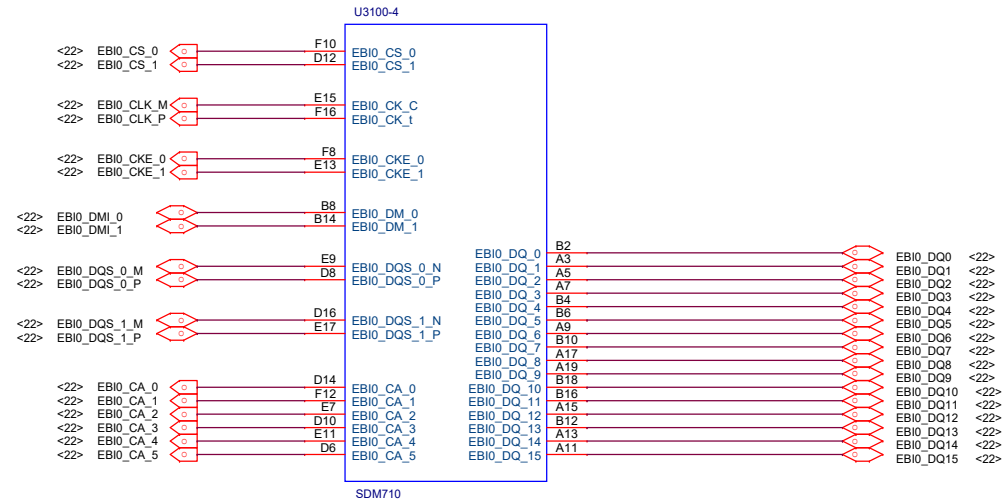 U3100-4
<22> EBI0_CS_0 F10 EBI0_CS_0
<22> EBI0_CS_1 D12 EBI0_CS_1
<22> EBI0_CLK_M E15 EBI0_CK_C
<22> EBI0_CLK_P F16 EBI0_CK_t
<22> EBI0_CKE_0 F8 EBI0_CKE_0
<22> EBI0_CKE_1 E13 EBI0_CKE_1
<22> EBI0_DMI_0 B8 EBI0_DM_0
<22> EBI0_DMI_1 B14 EBI0_DM_1
<22> EBI0_DQS_0_M E9 EBI0_DQS_0_N
<22> EBI0_DQS_0_P D8 EBI0_DQS_0_P
<22> EBI0_DQS_1_M D16 EBI0_DQS_1_N
<22> EBI0_DQS_1_P E17 EBI0_DQS_1_P
<22> EBI0_CA_0 D14 EBI0_CA_0
<22> EBI0_CA_1 F12 EBI0_CA_1
<22> EBI0_CA_2 E7 EBI0_CA_2
<22> EBI0_CA_3 D10 EBI0_CA_3
<22> EBI0_CA_4 E11 EBI0_CA_4
<22> EBI0_CA_5 D6 EBI0_CA_5
EBI0_DQ_0 B2 EBI0_DQ0 <22>
EBI0_DQ_1 A3 EBI0_DQ1 <22>
EBI0_DQ_2 A5 EBI0_DQ2 <22>
EBI0_DQ_3 A7 EBI0_DQ3 <22>
EBI0_DQ_4 B4 EBI0_DQ4 <22>
EBI0_DQ_5 B6 EBI0_DQ5 <22>
EBI0_DQ_6 A9 EBI0_DQ6 <22>
EBI0_DQ_7 B10 EBI0_DQ7 <22>
EBI0_DQ_8 A17 EBI0_DQ8 <22>
EBI0_DQ_9 A19 EBI0_DQ9 <22>
EBI0_DQ_10 B18 EBI0_DQ10 <22>
EBI0_DQ_11 B16 EBI0_DQ11 <22>
EBI0_DQ_12 A15 EBI0_DQ12 <22>
EBI0_DQ_13 B12 EBI0_DQ13 <22>
EBI0_DQ_14 A13 EBI0_DQ14 <22>
EBI0_DQ_15 A11 EBI0_DQ15 <22>
SDM710